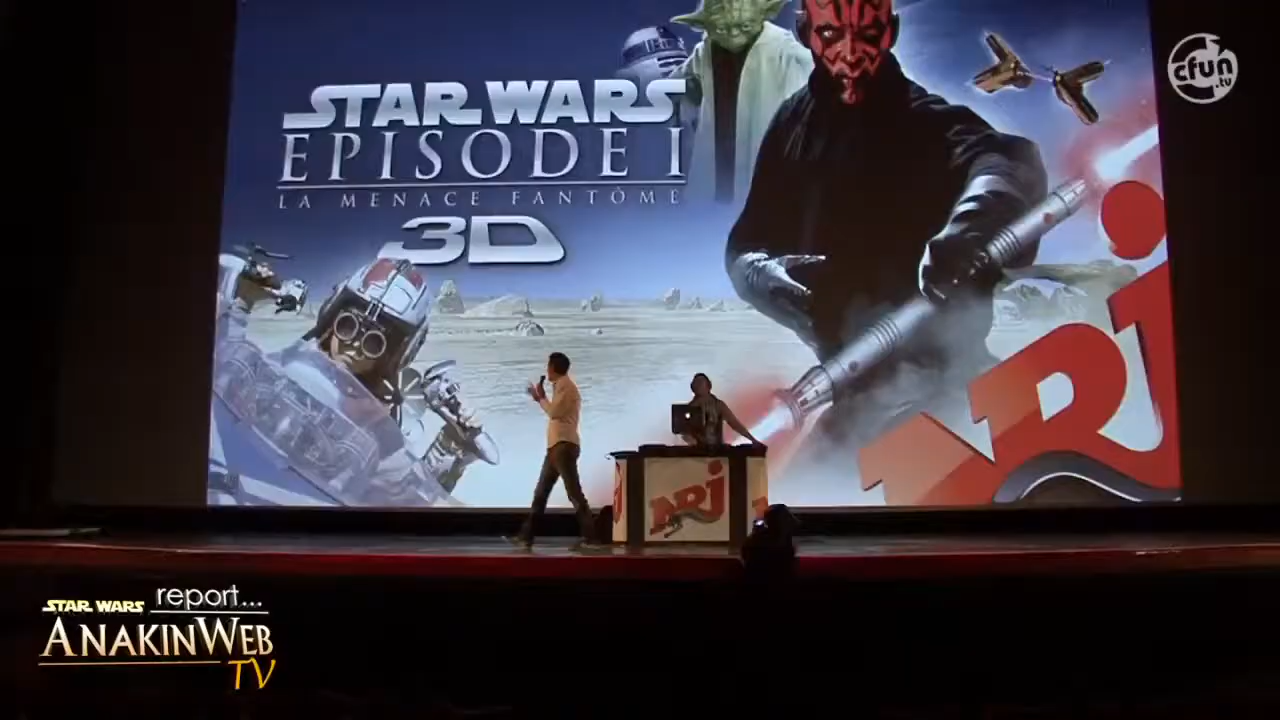 cfun
.tv
STAR WARS
EPISODE I
LA MENACE FANTÔME
3D
NRJ
NRJ
STAR WARS report...
ANAKINWEB
TV